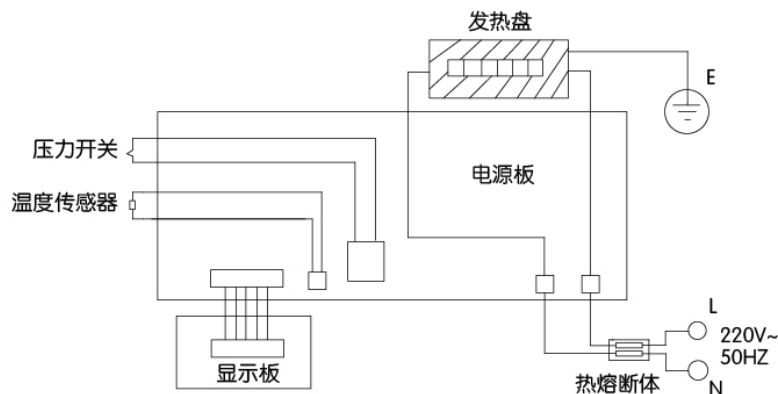 发热盘
E
压力开关
电源板
温度传感器
L
220V~
50HZ
显示板
热熔断体
N